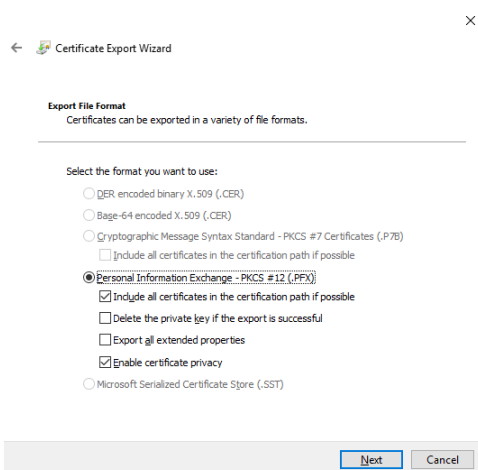 Certificate Export Wizard
Export File Format
Certificates can be exported in a variety of file formats.
Select the format you want to use:
DER encoded binary X.509 (.CER)
Base-64 encoded X.509 (.CER)
Cryptographic Message Syntax Standard - PKCS #7 Certificates (.P7B)
Include all certificates in the certification path if possible
Personal Information Exchange - PKCS #12 (.PFX)
Include all certificates in the certification path if possible
Delete the private key if the export is successful
Export all extended properties
Enable certificate privacy
Microsoft Serialized Certificate Store (.SST)
Next Cancel